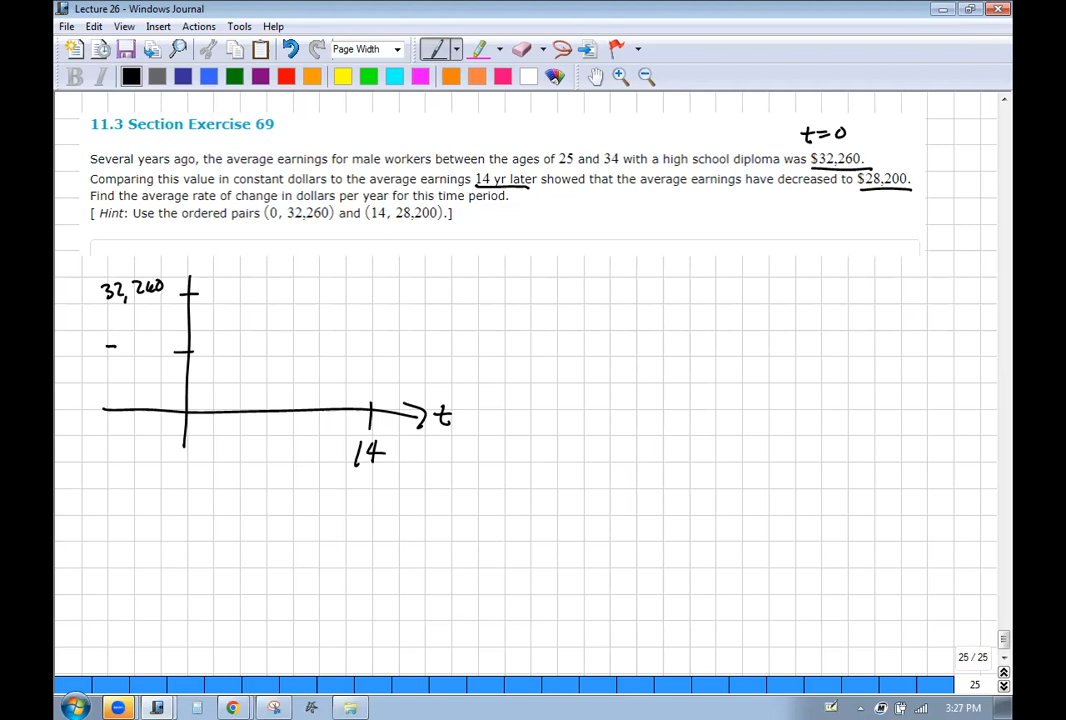 Lecture 26 - Windows Journal
File Edit View Insert Actions Tools Help
Page Width
B I
11.3 Section Exercise 69
t=0
Several years ago, the average earnings for male workers between the ages of 25 and 34 with a high school diploma was $32,260.
Comparing this value in constant dollars to the average earnings 14 yr later showed that the average earnings have decreased to $28,200.
Find the average rate of change in dollars per year for this time period.
[ Hint: Use the ordered pairs (0, 32,260) and (14, 28,200).]
32,260
-
t
14
25 / 25
25
3:27 PM